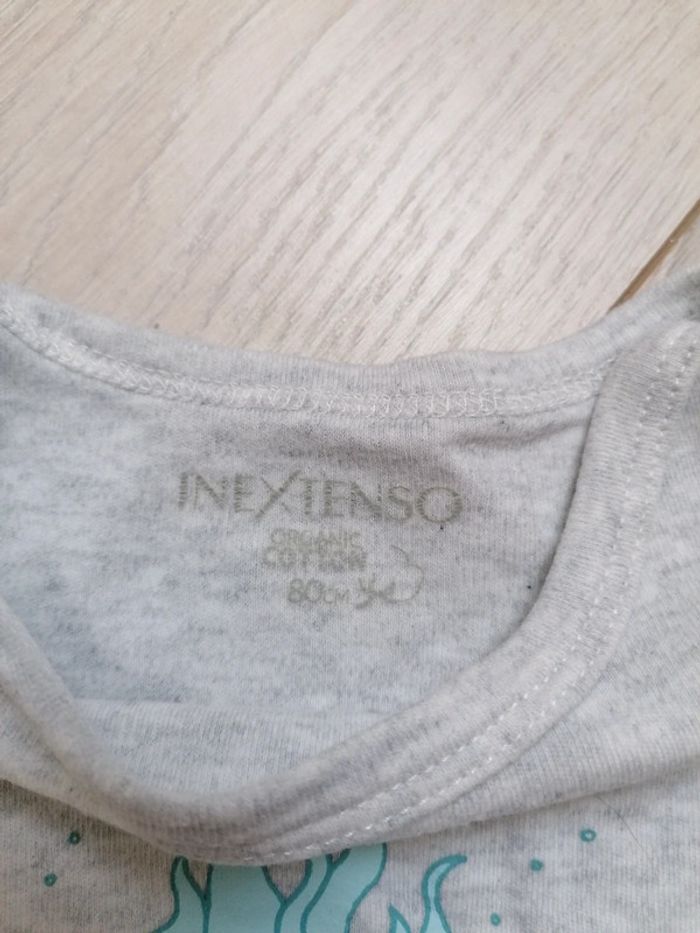 INEXTENSO
ORGANIC
COTTON
80CM